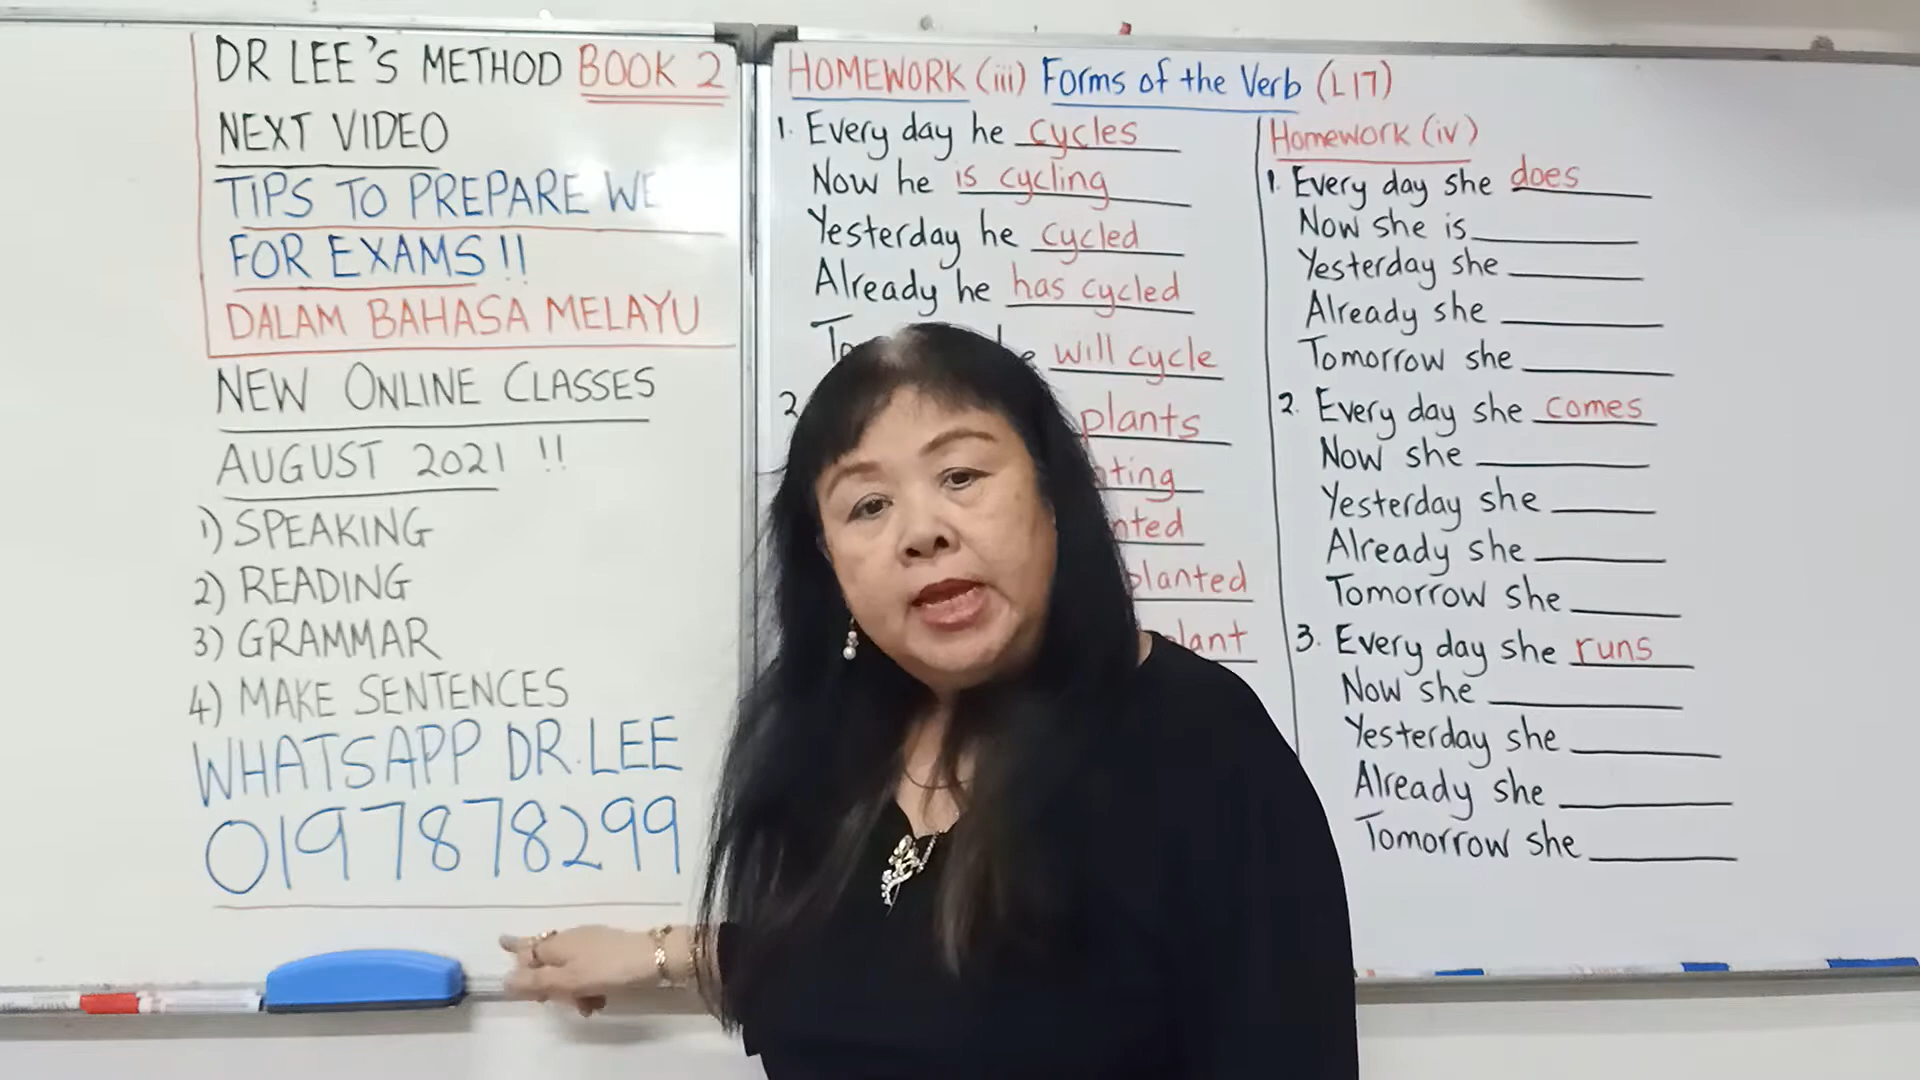 DR LEE'S METHOD BOOK 2
NEXT VIDEO
TIPS TO PREPARE WE
FOR EXAMS!!
DALAM BAHASA MELAYU
NEW ONLINE CLASSES
AUGUST 2021 !!
1) SPEAKING
2) READING
3) GRAMMAR
4) MAKE SENTENCES
WHATSAPP DR.LEE
0197878299
HOMEWORK (iii) Forms of the Verb (L17)
1. Every day he cycles
Now he is cycling
Yesterday he cycled
Already he has cycled
will cycle
2. plants
planted
Homework (iv)
1. Every day she does
Now she is
Yesterday she
Already she
Tomorrow she
2. Every day she comes
Now she
Yesterday she
Already she
Tomorrow she
3. Every day she runs
Now she
Yesterday she
Already she
Tomorrow she